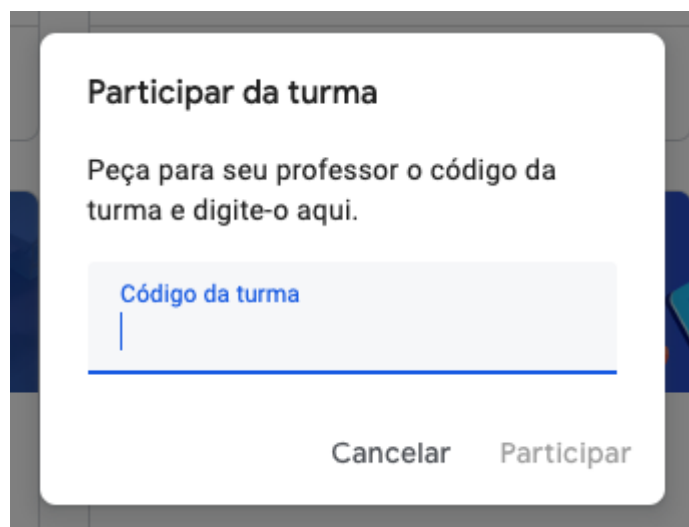 Participar da turma
Peça para seu professor o código da
turma e digite-o aqui.
Código da turma
Cancelar Participar